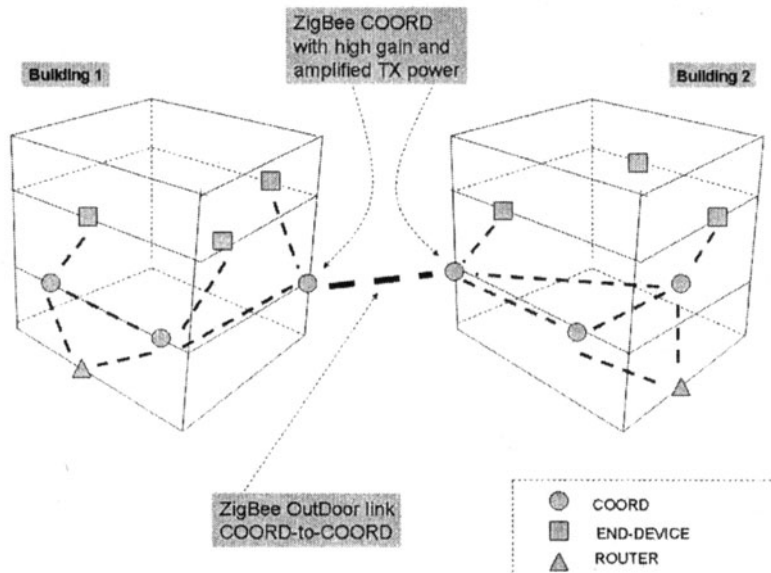 ZigBee COORD
with high gain and
amplified TX power
Building 1
Building 2
ZigBee OutDoor link
COORD-to-COORD
COORD
END-DEVICE
ROUTER